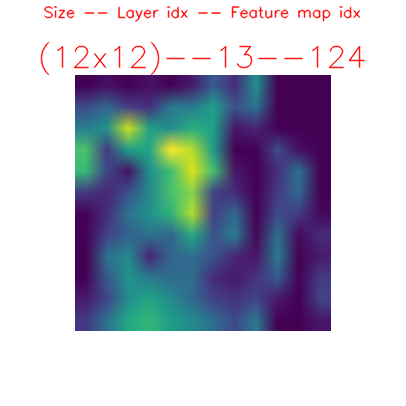 Size -- Layer idx -- Feature map idx
(12x12)--13--124